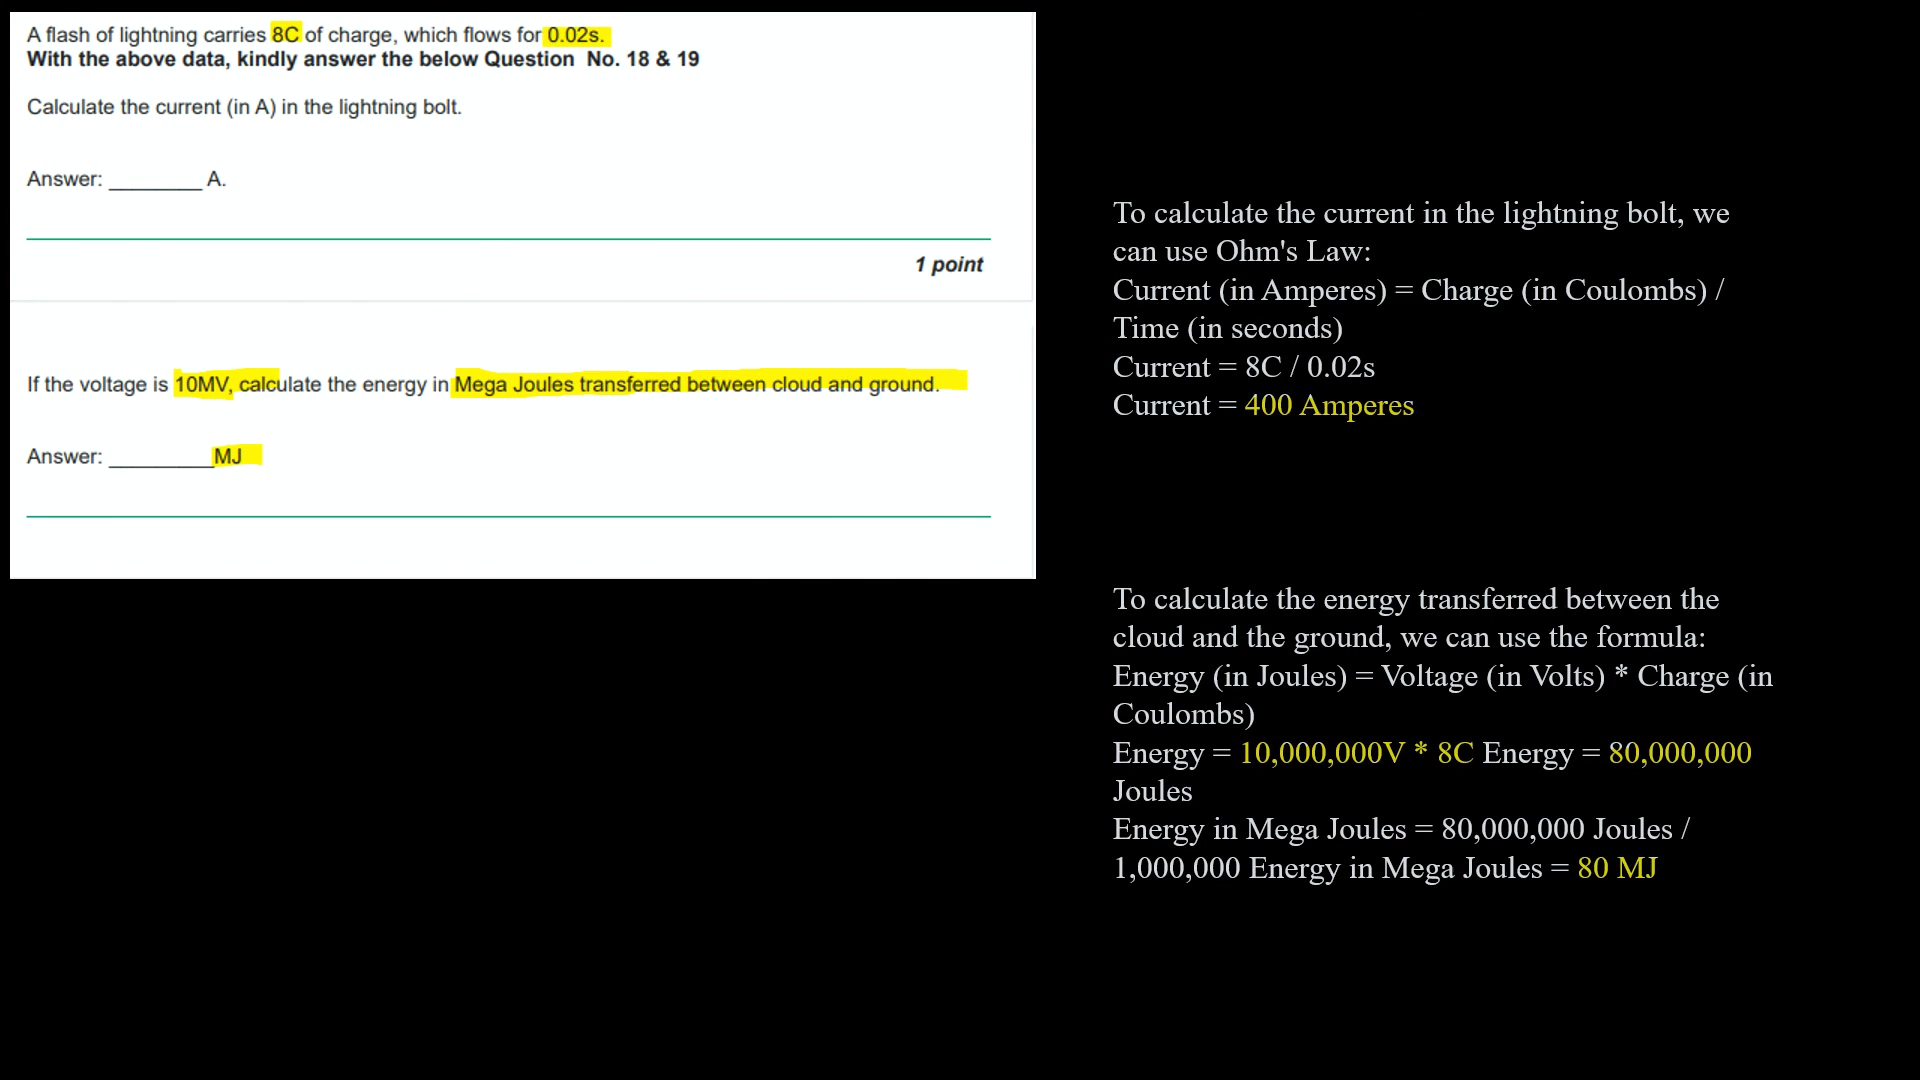 A flash of lightning carries 8C of charge, which flows for 0.02s.
With the above data, kindly answer the below Question No. 18 & 19
Calculate the current (in A) in the lightning bolt.
Answer: ________ A.
1 point
If the voltage is 10MV, calculate the energy in Mega Joules transferred between cloud and ground.
Answer: _________MJ
To calculate the current in the lightning bolt, we
can use Ohm's Law:
Current (in Amperes) = Charge (in Coulombs) /
Time (in seconds)
Current = 8C / 0.02s
Current = 400 Amperes
To calculate the energy transferred between the
cloud and the ground, we can use the formula:
Energy (in Joules) = Voltage (in Volts) * Charge (in
Coulombs)
Energy = 10,000,000V * 8C Energy = 80,000,000
Joules
Energy in Mega Joules = 80,000,000 Joules /
1,000,000 Energy in Mega Joules = 80 MJ